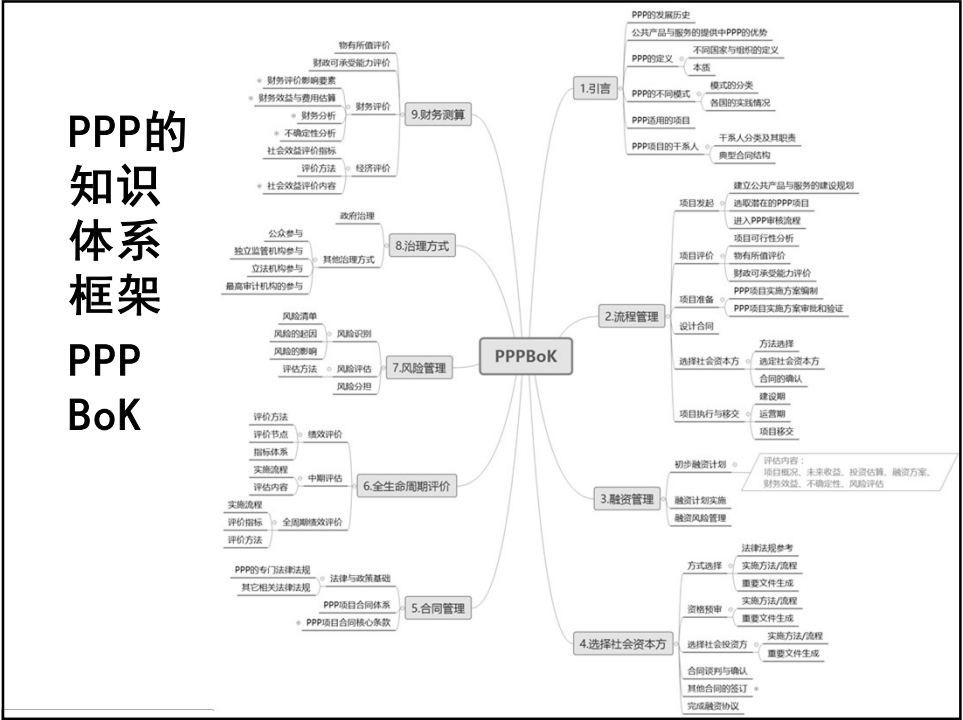 PPP的
知识
体系
框架
PPP
BoK
PPPBoK
1.引言
PPP的发展历史
公共产品与服务的提供中PPP的优势
PPP的定义
不同国家与组织的定义
本质
PPP的不同模式
模式的分类
各国的实践情况
PPP适用的项目
PPP项目的干系人
干系人分类及其职责
典型合同结构
2.流程管理
项目发起
建立公共产品与服务的建设规划
选取潜在的PPP项目
进入PPP审核流程
项目评价
项目可行性分析
物有所值评价
财政可承受能力评价
项目准备
PPP项目实施方案编制
PPP项目实施方案审批和验证
设计合同
选择社会资本方
方法选择
选定社会资本方
合同的确认
项目执行与移交
建设期
运营期
项目移交
3.融资管理
初步融资计划
评估内容：
项目概况、未来收益、投资估算、融资方案、
财务效益、不确定性、风险评估
融资计划实施
融资风险管理
4.选择社会资本方
方式选择
法律法规参考
实施方法/流程
重要文件生成
资格预审
实施方法/流程
重要文件生成
选择社会投资方
实施方法/流程
重要文件生成
合同谈判与确认
其他合同的签订
完成融资协议
5.合同管理
法律与政策基础
PPP的专门法律法规
其它相关法律法规
PPP项目合同体系
PPP项目合同核心条款
6.全生命周期评价
绩效评价
评价方法
评价节点
指标体系
中期评估
实施流程
评估内容
全周期绩效评价
实施流程
评价指标
评价方法
7.风险管理
风险识别
风险清单
风险的起因
风险的影响
风险评估
评估方法
风险分担
8.治理方式
政府治理
其他治理方式
公众参与
独立监管机构参与
立法机构参与
最高审计机构的参与
9.财务测算
物有所值评价
财政可承受能力评价
财务评价
财务评价影响要素
财务效益与费用估算
财务分析
不确定性分析
经济评价
社会效益评价指标
评价方法
社会效益评价内容